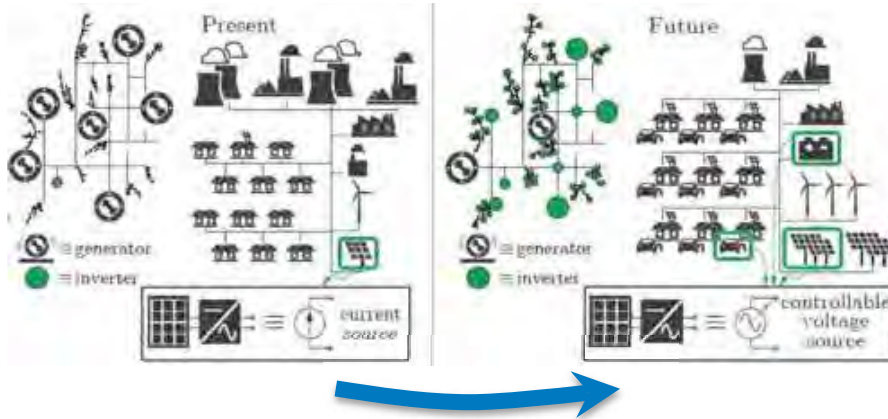 Present
≡ generator
≡ inverter
≡
current
source
Future
≡ generator
≡ inverter
≡
controllable
voltage
source